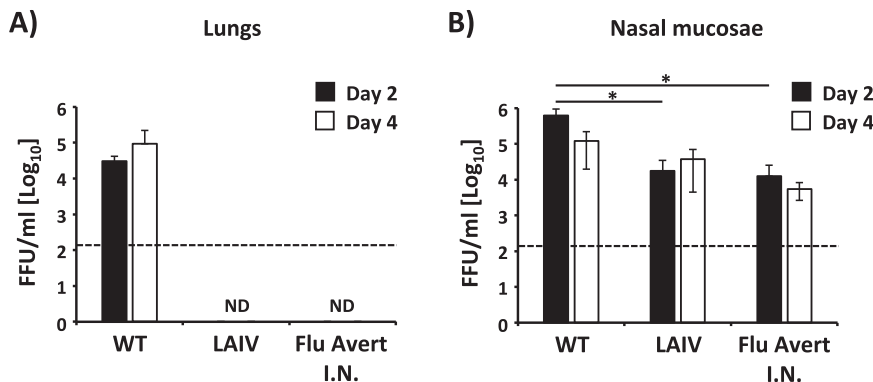 A)
Lungs
Day 2
Day 4
FFU/ml [Log10]
6
5
4
3
2
1
0
ND
ND
WT
LAIV
Flu Avert
I.N.
B)
Nasal mucosae
Day 2
Day 4
FFU/ml [Log10]
6
5
4
3
2
1
0
*
*
WT
LAIV
Flu Avert
I.N.